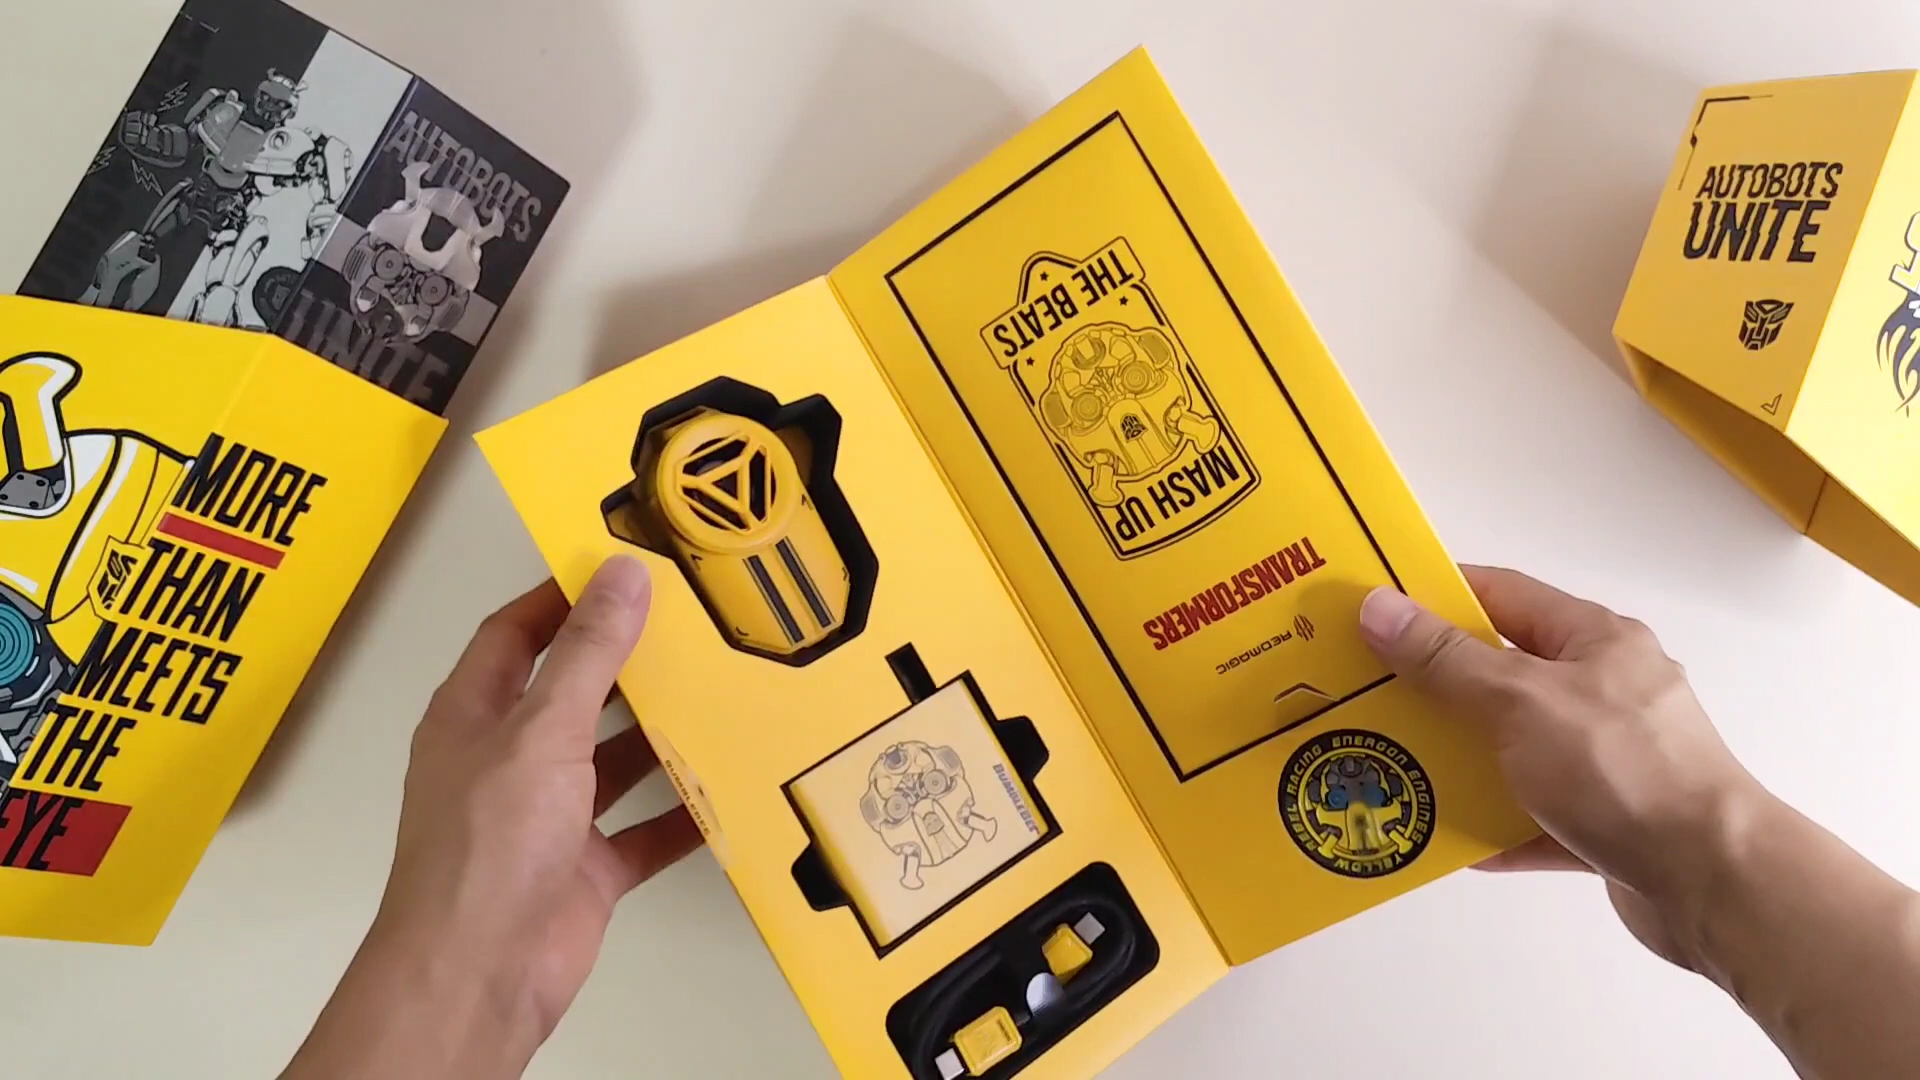 AUTOBOTS
UNITE
MORE
THAN
MEETS
THE
EYE
THE BEATS
MASH UP
TRANSFORMERS
REDMAGIC
BUMBLEBEE
BUMBLEBEE
YELLOW REBEL RACING ENERGON ENGINES
AUTOBOTS
UNITE